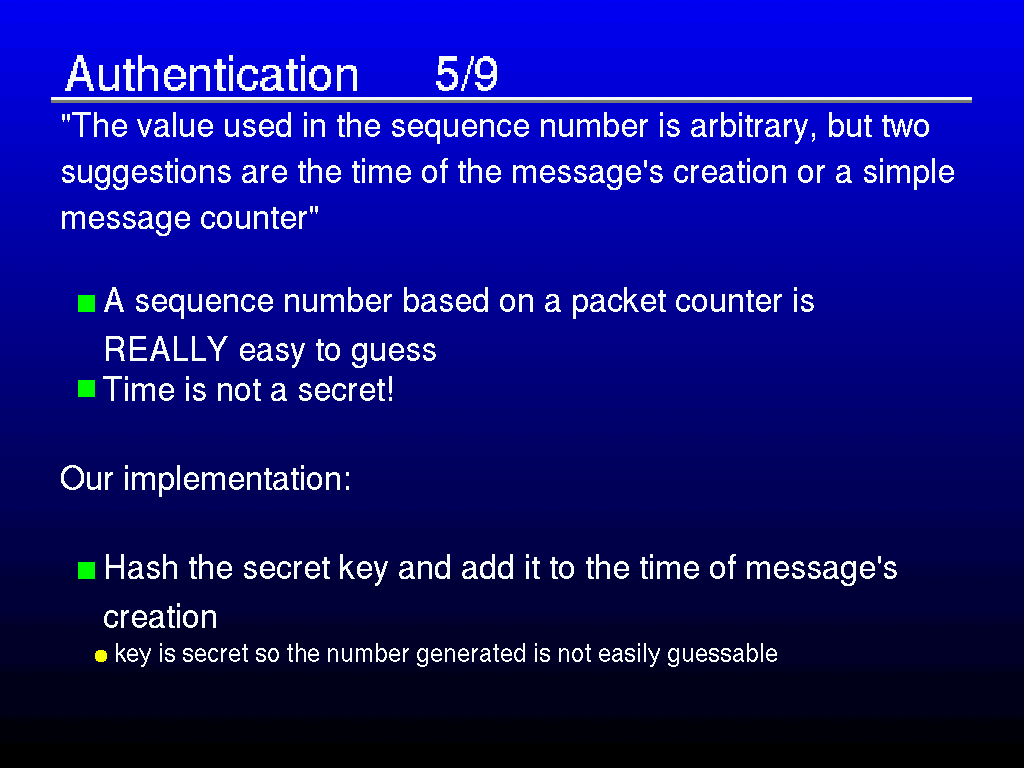 Authentication 5/9
"The value used in the sequence number is arbitrary, but two
suggestions are the time of the message's creation or a simple
message counter"
A sequence number based on a packet counter is
REALLY easy to guess
Time is not a secret!
Our implementation:
Hash the secret key and add it to the time of message's
creation
key is secret so the number generated is not easily guessable